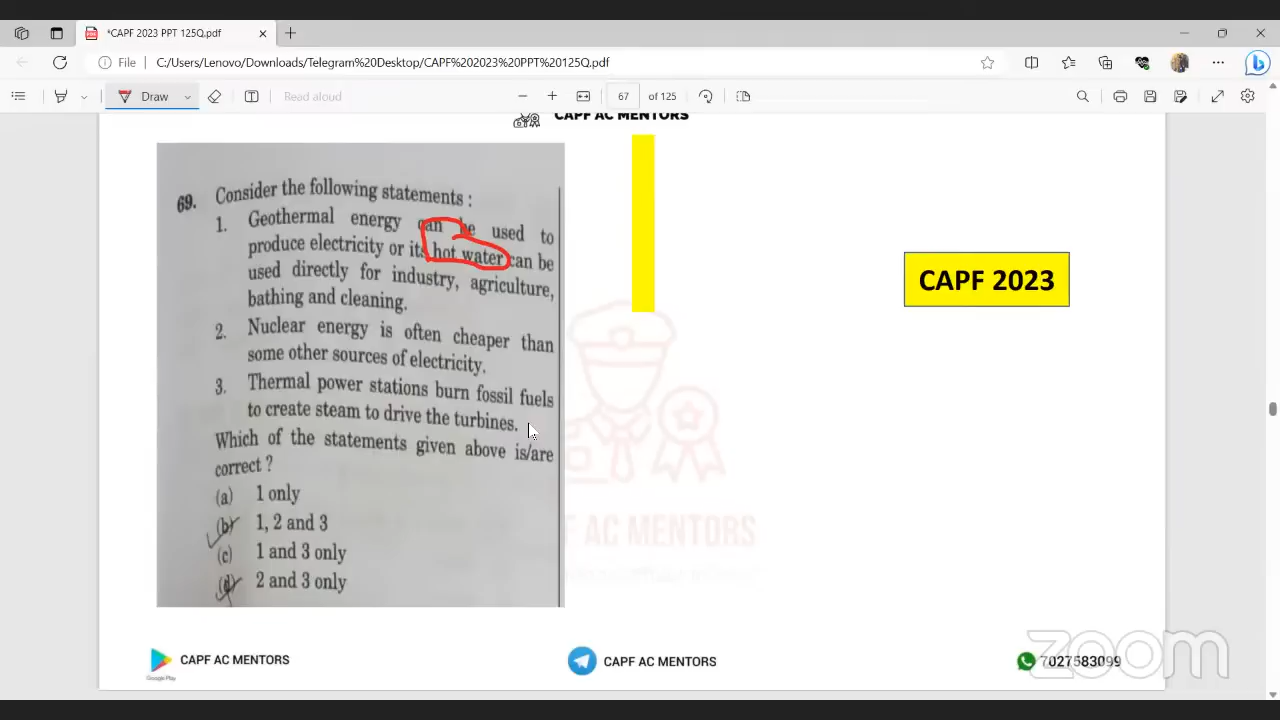 *CAPF 2023 PPT 125Q.pdf
File C:/Users/Lenovo/Downloads/Telegram%20Desktop/CAPF%202023%20PPT%20125Q.pdf
Draw Read aloud 67 of 125
CAPF AC MENTORS
69. Consider the following statements :
1. Geothermal energy can be used to
produce electricity or its hot water can be
used directly for industry, agriculture,
bathing and cleaning.
2. Nuclear energy is often cheaper than
some other sources of electricity.
3. Thermal power stations burn fossil fuels
to create steam to drive the turbines.
Which of the statements given above is/are
correct ?
(a) 1 only
(b) 1, 2 and 3
(c) 1 and 3 only
(d) 2 and 3 only
CAPF 2023
F AC MENTORS
Google Play
CAPF AC MENTORS
CAPF AC MENTORS
7027583099
zoom